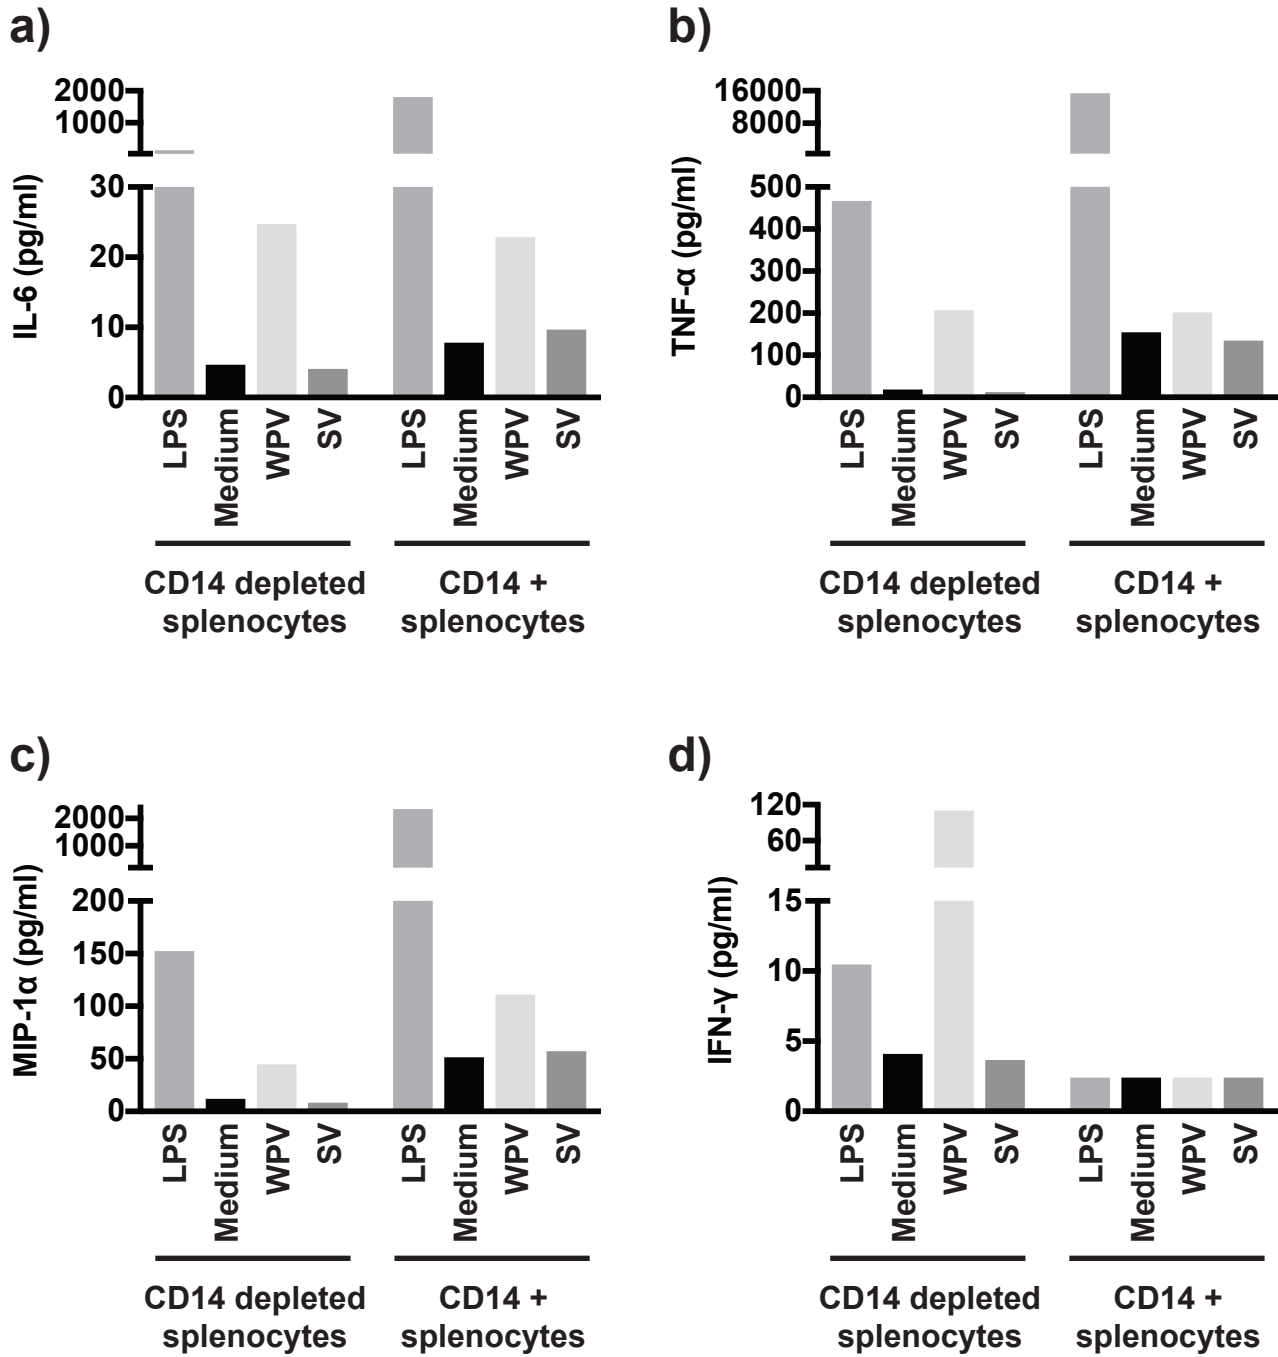 a)
IL-6 (pg/ml)
2000
1000
30
20
10
0
LPS
Medium
WPV
SV
LPS
Medium
WPV
SV
CD14 depleted
splenocytes
CD14 +
splenocytes
b)
TNF-α (pg/ml)
16000
8000
500
400
300
200
100
0
LPS
Medium
WPV
SV
LPS
Medium
WPV
SV
CD14 depleted
splenocytes
CD14 +
splenocytes
c)
MIP-1α (pg/ml)
2000
1000
200
150
100
50
0
LPS
Medium
WPV
SV
LPS
Medium
WPV
SV
CD14 depleted
splenocytes
CD14 +
splenocytes
d)
IFN-γ (pg/ml)
120
60
15
10
5
0
LPS
Medium
WPV
SV
LPS
Medium
WPV
SV
CD14 depleted
splenocytes
CD14 +
splenocytes